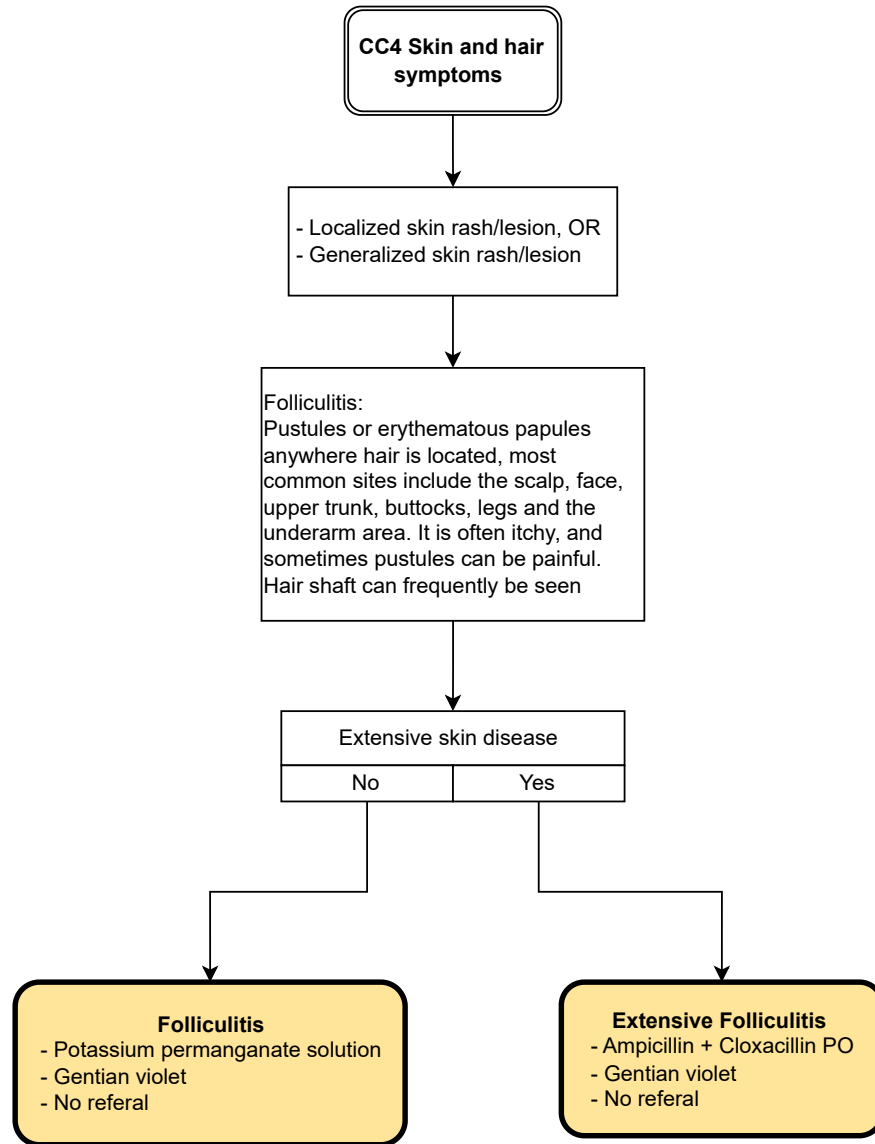 CC4 Skin and hair
symptoms
- Localized skin rash/lesion, OR
- Generalized skin rash/lesion
Folliculitis:
Pustules or erythematous papules
anywhere hair is located, most
common sites include the scalp, face,
upper trunk, buttocks, legs and the
underarm area. It is often itchy, and
sometimes pustules can be painful.
Hair shaft can frequently be seen
Extensive skin disease
No
Yes
Folliculitis
- Potassium permanganate solution
- Gentian violet
- No referal
Extensive Folliculitis
- Ampicillin + Cloxacillin PO
- Gentian violet
- No referal